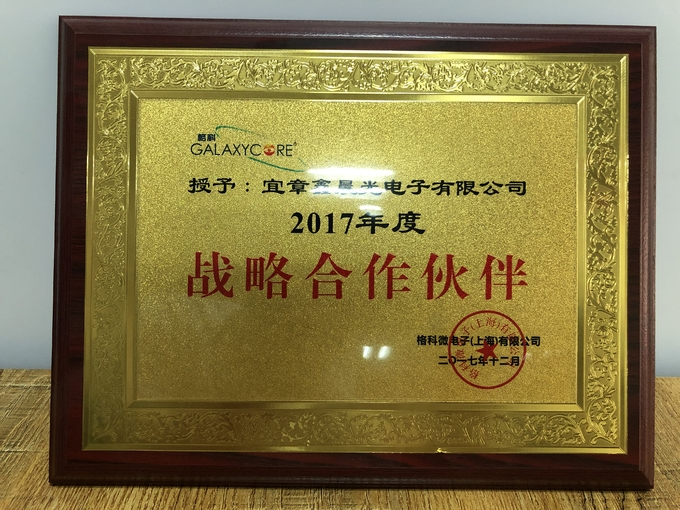 格科
GALAXYCORE
授予：宜章鑫晨光电子有限公司
2017年度
战略合作伙伴
格科微电子(上海)有限公司
二〇一七年十二月